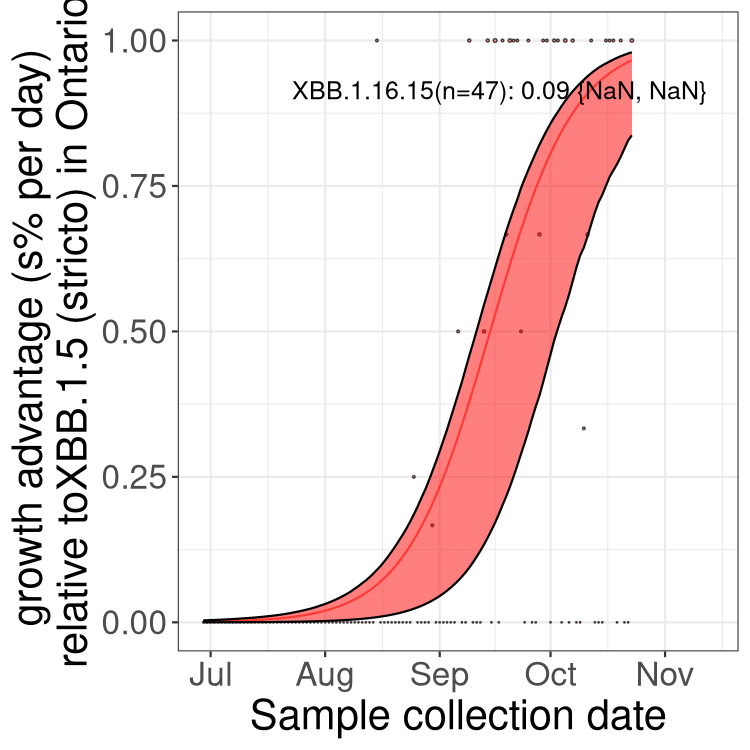 growth advantage (s% per day)
relative toXBB.1.5 (stricto) in Ontario
1.00
0.75
0.50
0.25
0.00
XBB.1.16.15(n=47): 0.09 {NaN, NaN}
Jul Aug Sep Oct Nov
Sample collection date